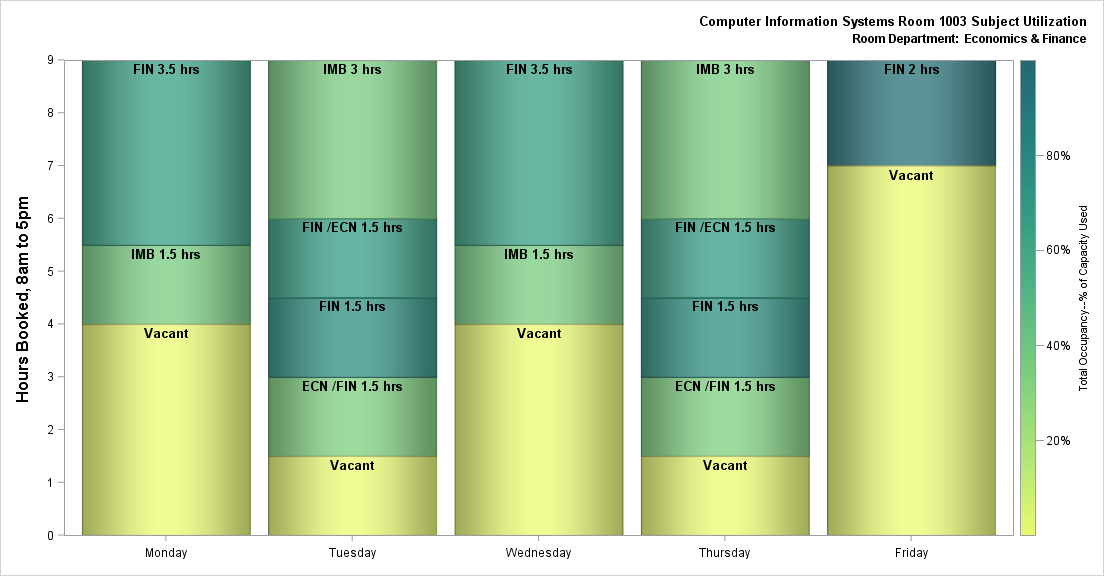 Computer Information Systems Room 1003 Subject Utilization
Room Department: Economics & Finance
Hours Booked, 8am to 5pm
9
8
7
6
5
4
3
2
1
0
FIN 3.5 hrs
IMB 1.5 hrs
Vacant
Monday
IMB 3 hrs
FIN /ECN 1.5 hrs
FIN 1.5 hrs
ECN /FIN 1.5 hrs
Vacant
Tuesday
FIN 3.5 hrs
IMB 1.5 hrs
Vacant
Wednesday
IMB 3 hrs
FIN /ECN 1.5 hrs
FIN 1.5 hrs
ECN /FIN 1.5 hrs
Vacant
Thursday
FIN 2 hrs
Vacant
Friday
80%
60%
40%
20%
Total Occupancy--% of Capacity Used